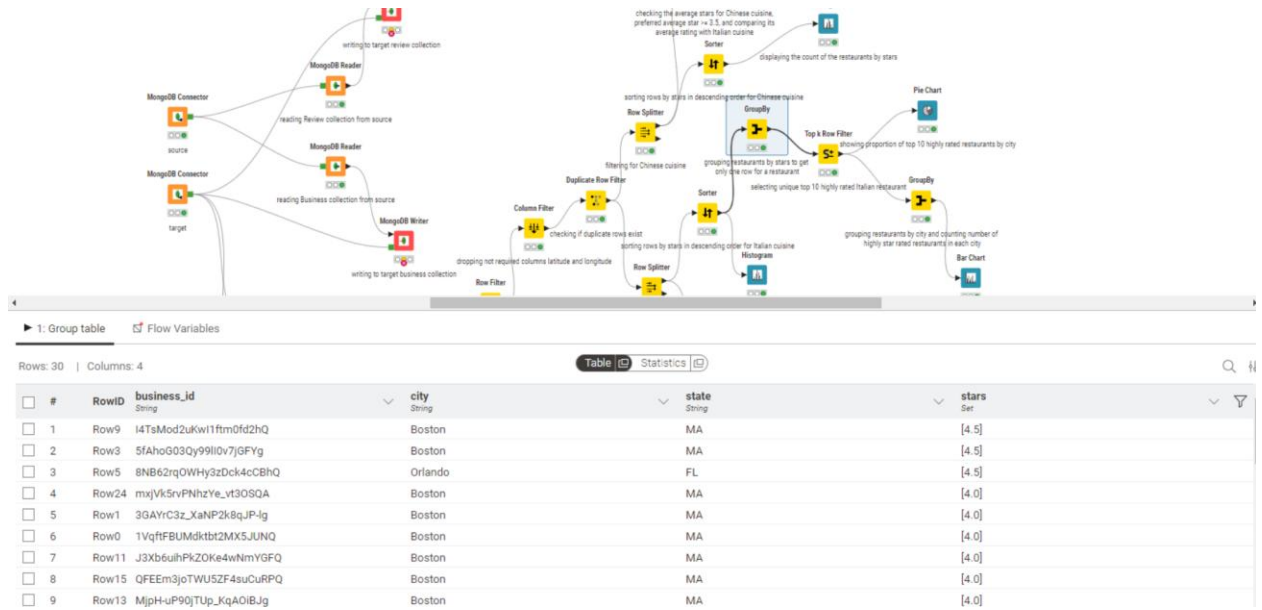 checking the average stars for Chinese cuisine,
preferred average star >= 3.5, and comparing its
average rating with Italian cuisine
writing to target review collection
Sorter
displaying the count of the restaurants by stars
MongoDB Reader
sorting rows by stars in descending order for Chinese cuisine
MongoDB Connector
reading Review collection from source
Row Splitter
GroupBy
Pie Chart
source
MongoDB Reader
filtering for Chinese cuisine
grouping restaurants by stars to get
only one row for a restaurant
Top k Row Filter
showing proportion of top 10 highly rated restaurants by city
MongoDB Connector
reading Business collection from source
Duplicate Row Filter
Sorter
selecting unique top 10 highly rated Italian restaurant
GroupBy
target
MongoDB Writer
Column Filter
checking if duplicate rows exist
sorting rows by stars in descending order for Italian cuisine
grouping restaurants by city and counting number of
highly star rated restaurants in each city
writing to target business collection
dropping not required columns latitude and longitude
Row Filter
Row Splitter
Histogram
Bar Chart
1: Group table Flow Variables
Rows: 30 | Columns: 4 Table Statistics
# RowID business_id city state stars
String String String Set
1 Row9 I4TsMod2uKwI1ftm0fd2hQ Boston MA [4.5]
2 Row3 5fAhoG03Qy99lI0v7jGFYg Boston MA [4.5]
3 Row5 8NB62rqOWHy3zDck4cCBhQ Orlando FL [4.5]
4 Row24 mxjVk5rvPNhzYe_vt3OSQA Boston MA [4.0]
5 Row1 3GAYrC3z_XaNP2k8qJP-lg Boston MA [4.0]
6 Row0 1VqftFBUMdktbt2MX5JUNQ Boston MA [4.0]
7 Row11 J3Xb6uihPkZOKe4wNmYGFQ Boston MA [4.0]
8 Row15 QFEEm3joTWU5ZF4suCuRPQ Boston MA [4.0]
9 Row13 MjpH-uP90jTUp_KqAOiBJg Boston MA [4.0]